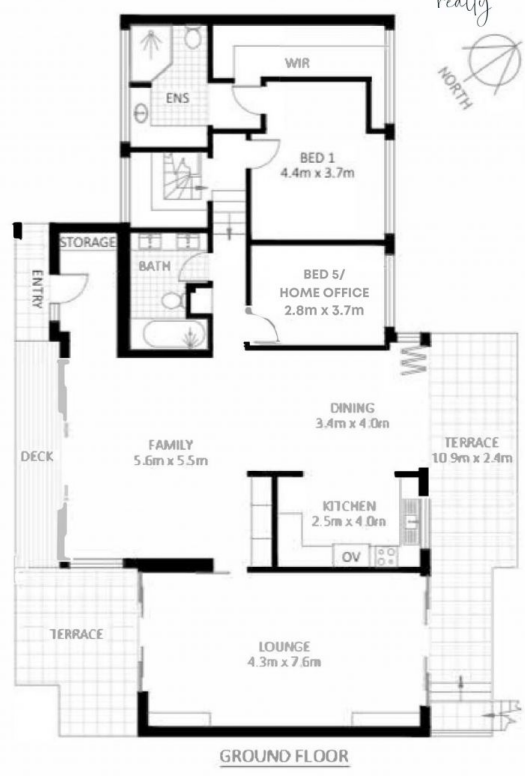 realty
NORTH
WIR
ENS
BED 1
4.4m x 3.7m
STORAGE
BATH
ENTRY
BED 5/
HOME OFFICE
2.8m x 3.7m
DINING
3.4m x 4.0m
FAMILY
5.6m x 5.5m
DECK
TERRACE
10.9m x 2.4m
KITCHEN
2.5m x 4.0m
OV
TERRACE
LOUNGE
4.3m x 7.6m
GROUND FLOOR